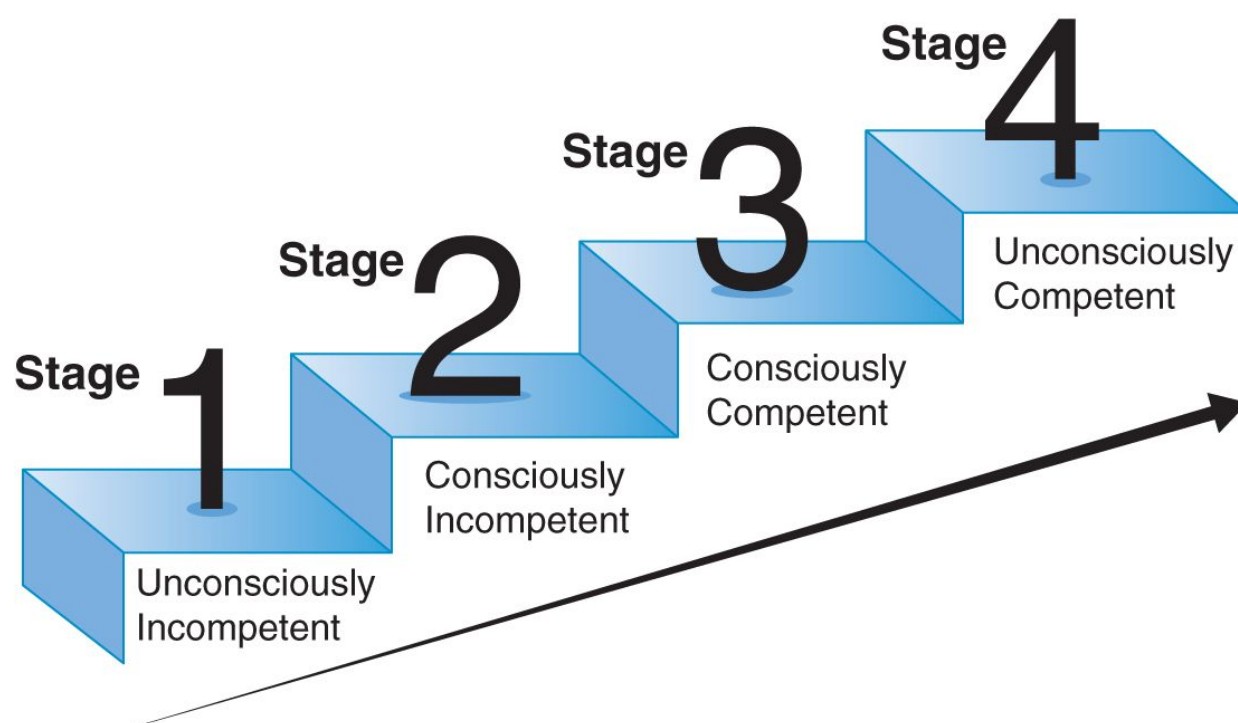 Stage 1
Unconsciously
Incompetent
Stage 2
Consciously
Incompetent
Stage 3
Consciously
Competent
Stage 4
Unconsciously
Competent